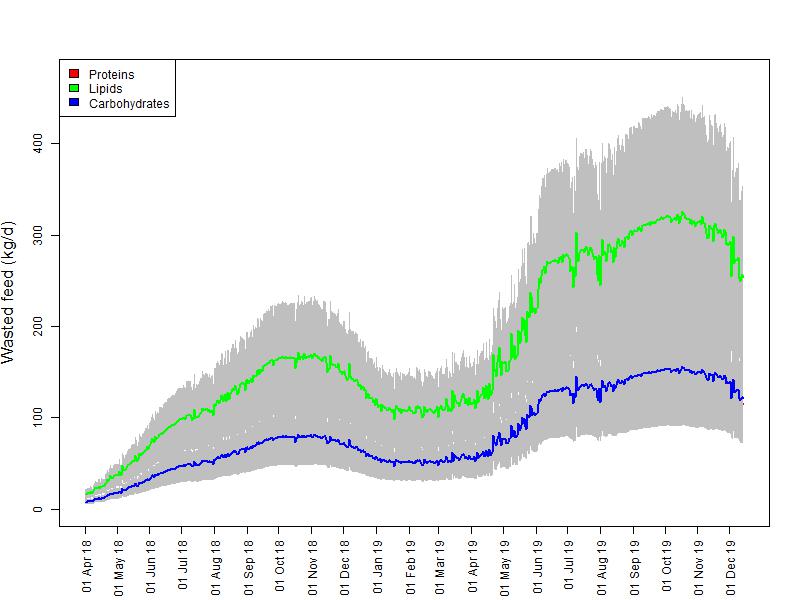 Proteins
Lipids
Carbohydrates
Wasted feed (kg/d)
400
300
200
100
0
01 Apr 18
01 May 18
01 Jun 18
01 Jul 18
01 Aug 18
01 Sep 18
01 Oct 18
01 Nov 18
01 Dec 18
01 Jan 19
01 Feb 19
01 Mar 19
01 Apr 19
01 May 19
01 Jun 19
01 Jul 19
01 Aug 19
01 Sep 19
01 Oct 19
01 Nov 19
01 Dec 19